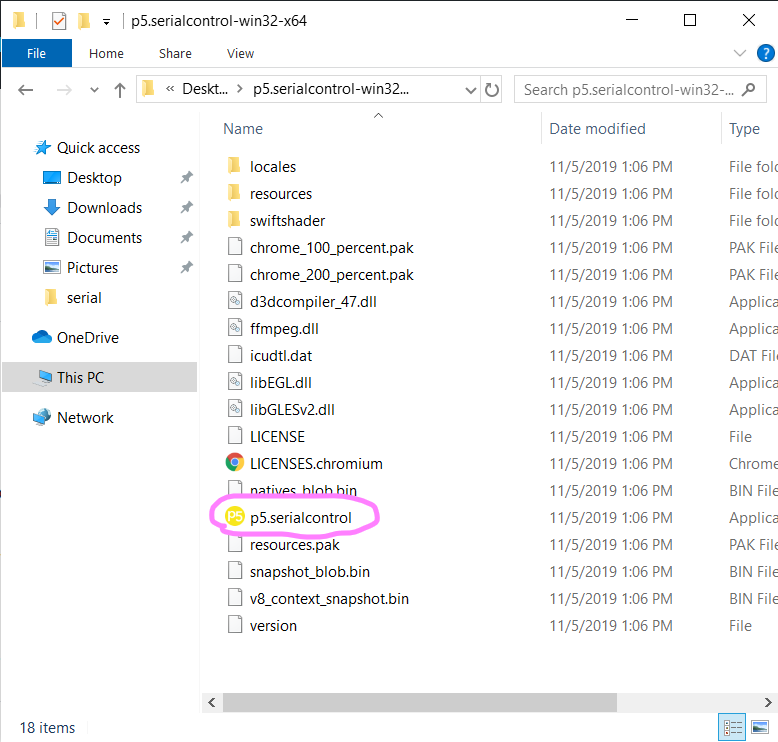 p5.serialcontrol-win32-x64
File Home Share View
« Deskt... > p5.serialcontrol-win32... Search p5.serialcontrol-win32-...
Name Date modified Type
Quick access
Desktop
Downloads
Documents
Pictures
serial
OneDrive
This PC
Network
locales 11/5/2019 1:06 PM File fold
resources 11/5/2019 1:06 PM File fold
swiftshader 11/5/2019 1:06 PM File fold
chrome_100_percent.pak 11/5/2019 1:06 PM PAK File
chrome_200_percent.pak 11/5/2019 1:06 PM PAK File
d3dcompiler_47.dll 11/5/2019 1:06 PM Applica
ffmpeg.dll 11/5/2019 1:06 PM Applica
icudtl.dat 11/5/2019 1:06 PM DAT Fil
libEGL.dll 11/5/2019 1:06 PM Applica
libGLESv2.dll 11/5/2019 1:06 PM Applica
LICENSE 11/5/2019 1:06 PM File
LICENSES.chromium 11/5/2019 1:06 PM Chrome
natives_blob.bin 11/5/2019 1:06 PM BIN File
P5 p5.serialcontrol 11/5/2019 1:06 PM Applica
resources.pak 11/5/2019 1:06 PM PAK File
snapshot_blob.bin 11/5/2019 1:06 PM BIN File
v8_context_snapshot.bin 11/5/2019 1:06 PM BIN File
version 11/5/2019 1:06 PM File
18 items